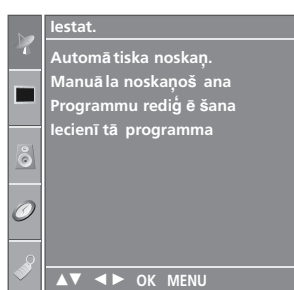 Iestat.
Automātiska noskaņ.
Manuāla noskaņošana
Programmu rediģēšana
Iecienītā programma
▲▼ ◄► OK MENU